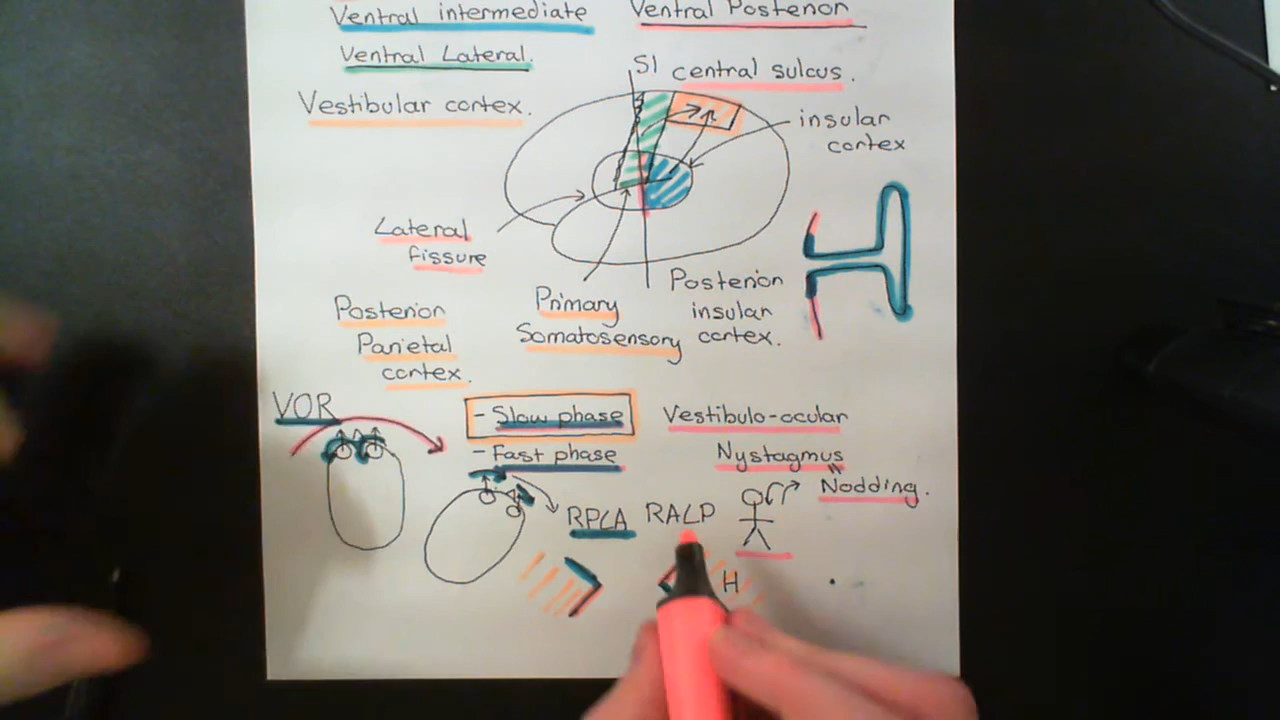 Ventral intermediate
Ventral Posterior
Ventral Lateral.
S1 central sulcus.
Vestibular cortex.
insular
cortex
Lateral
fissure
Posterior
Parietal
cortex.
Primary
Somatosensory
Posterior
insular
cortex.
VOR
- Slow phase
- Fast phase
Vestibulo-ocular
Nystagmus
Nodding.
RPLA
RALP
H